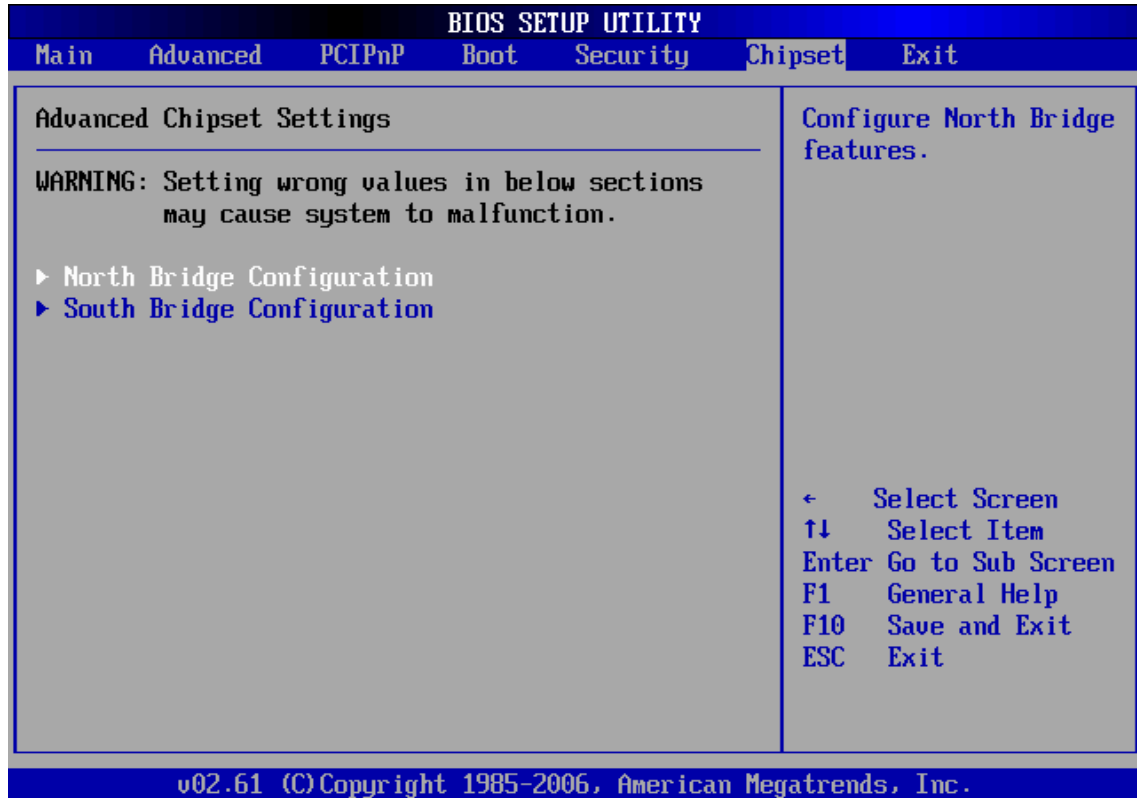 BIOS SETUP UTILITY
Main Advanced PCIPnP Boot Security Chipset Exit
Advanced Chipset Settings
WARNING: Setting wrong values in below sections
may cause system to malfunction.
▶ North Bridge Configuration
▶ South Bridge Configuration
Configure North Bridge
features.
← Select Screen
↑↓ Select Item
Enter Go to Sub Screen
F1 General Help
F10 Save and Exit
ESC Exit
v02.61 (C)Copyright 1985-2006, American Megatrends, Inc.